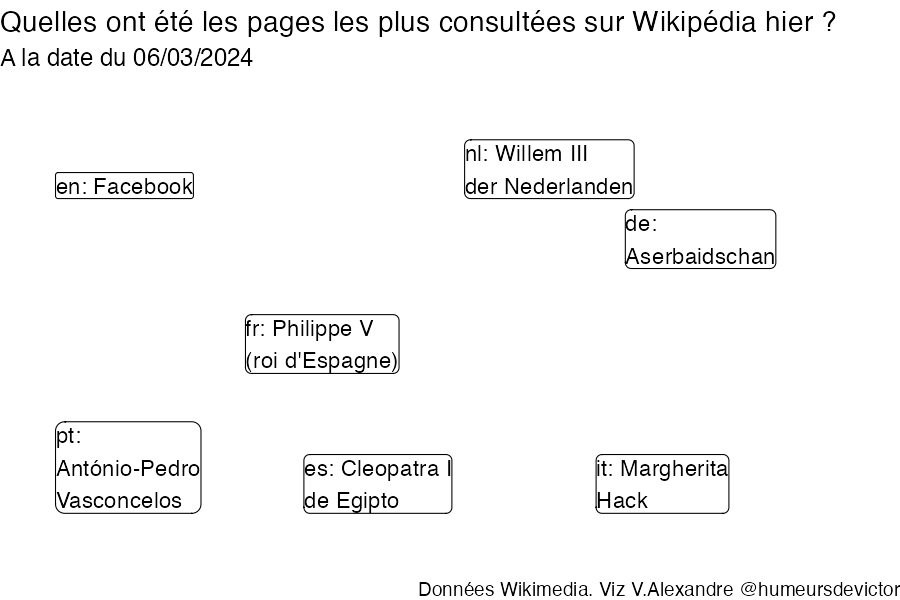 Quelles ont été les pages les plus consultées sur Wikipédia hier ?
A la date du 06/03/2024
nl: Willem III
der Nederlanden
en: Facebook
de:
Aserbaidschan
fr: Philippe V
(roi d'Espagne)
pt:
António-Pedro
Vasconcelos
es: Cleopatra I
de Egipto
it: Margherita
Hack
Données Wikimedia. Viz V.Alexandre @humeursdevictor